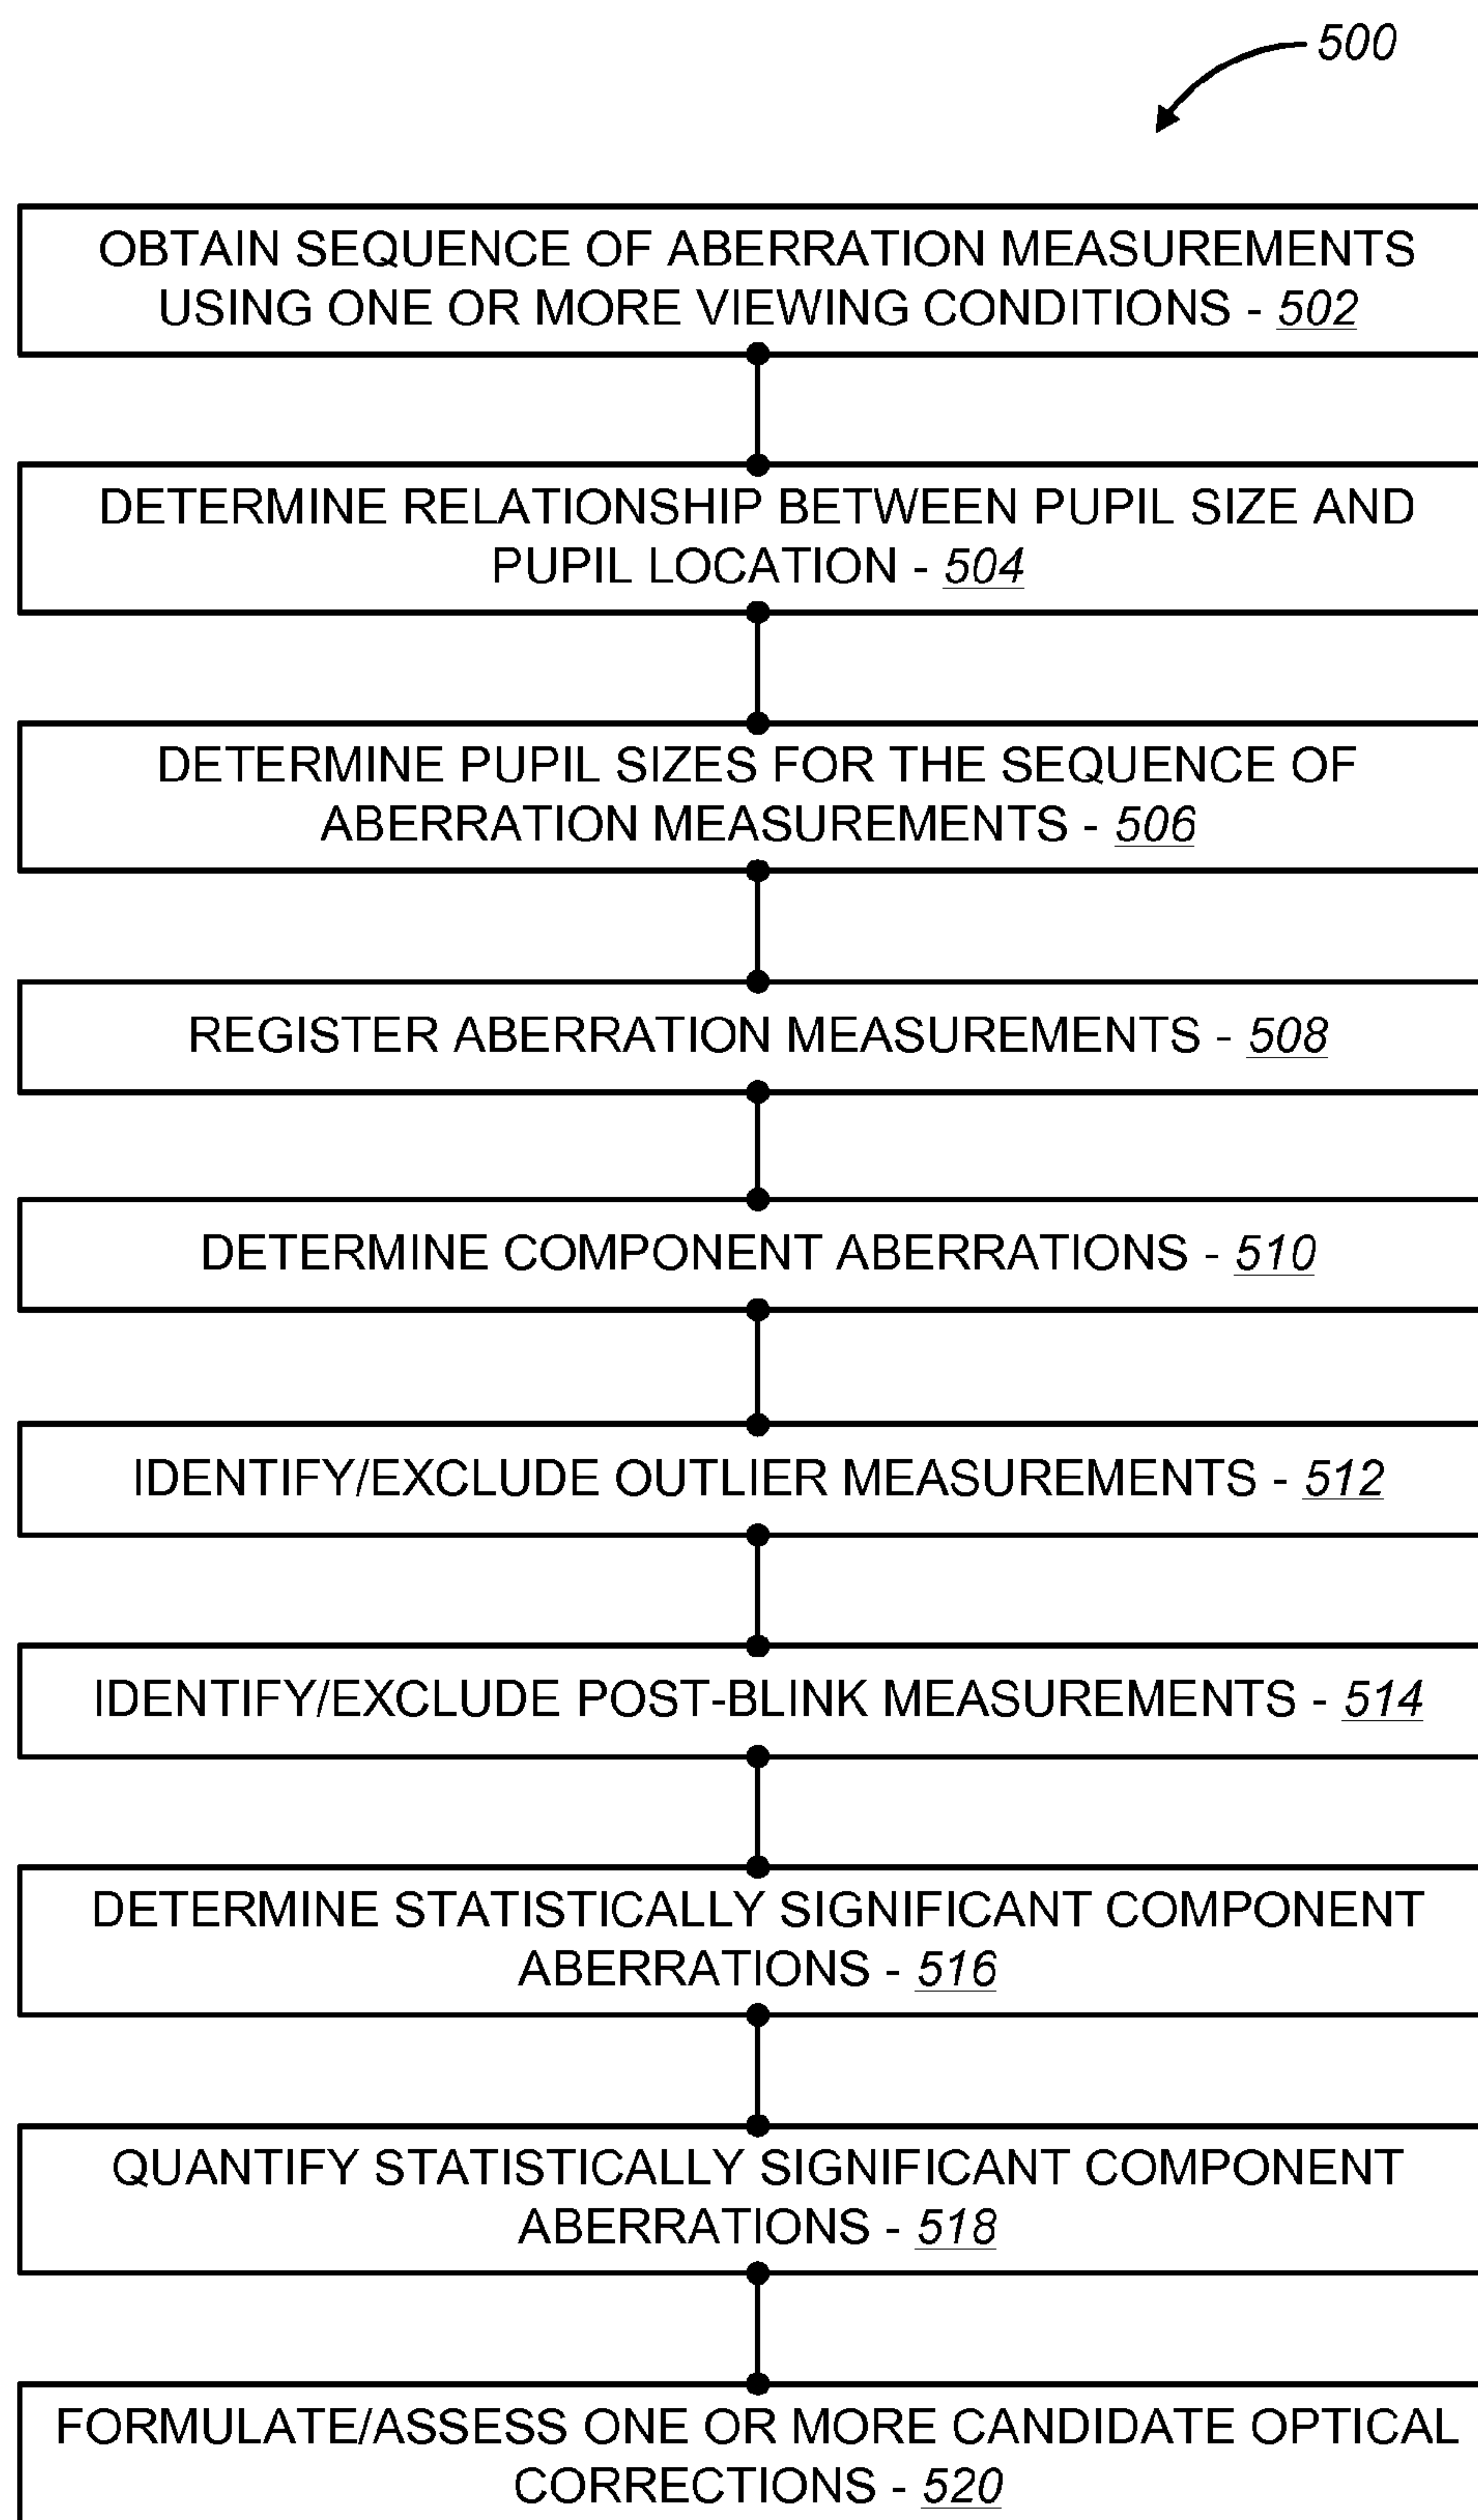 500
OBTAIN SEQUENCE OF ABERRATION MEASUREMENTS
USING ONE OR MORE VIEWING CONDITIONS - 502
DETERMINE RELATIONSHIP BETWEEN PUPIL SIZE AND
PUPIL LOCATION - 504
DETERMINE PUPIL SIZES FOR THE SEQUENCE OF
ABERRATION MEASUREMENTS - 506
REGISTER ABERRATION MEASUREMENTS - 508
DETERMINE COMPONENT ABERRATIONS - 510
IDENTIFY/EXCLUDE OUTLIER MEASUREMENTS - 512
IDENTIFY/EXCLUDE POST-BLINK MEASUREMENTS - 514
DETERMINE STATISTICALLY SIGNIFICANT COMPONENT
ABERRATIONS - 516
QUANTIFY STATISTICALLY SIGNIFICANT COMPONENT
ABERRATIONS - 518
FORMULATE/ASSESS ONE OR MORE CANDIDATE OPTICAL
CORRECTIONS - 520